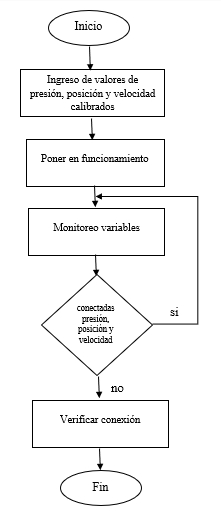 Inicio
Ingreso de valores de
presión, posición y velocidad
calibrados
Poner en funcionamiento
Monitoreo variables
conectadas
presión,
posición y
velocidad
si
no
Verificar conexión
Fin